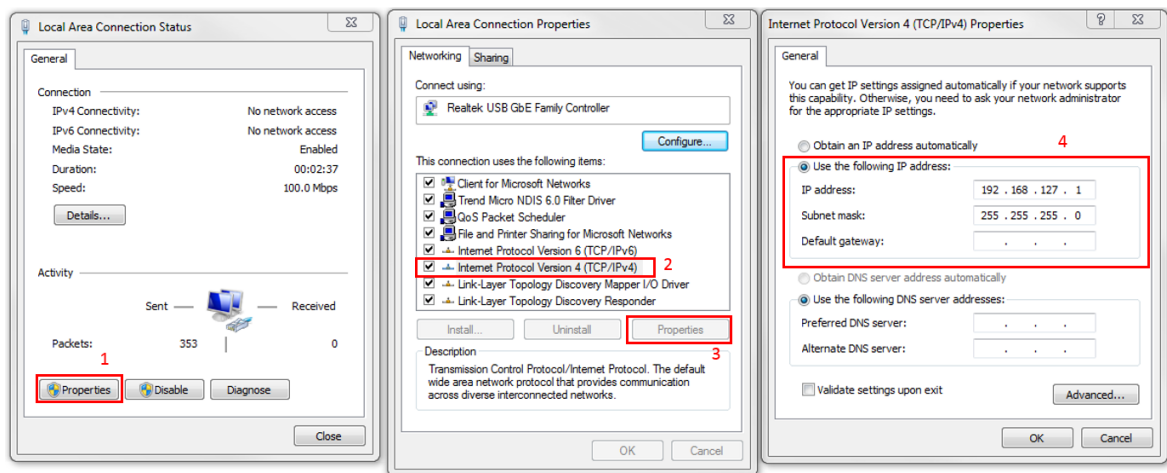 Local Area Connection Status
General
Connection
IPv4 Connectivity: No network access
IPv6 Connectivity: No network access
Media State: Enabled
Duration: 00:02:37
Speed: 100.0 Mbps
Details...
Activity
Sent Received
Packets: 353 0
1
Properties Disable Diagnose
Close
Local Area Connection Properties
Networking Sharing
Connect using:
Realtek USB GbE Family Controller
Configure...
This connection uses the following items:
Client for Microsoft Networks
Trend Micro NDIS 6.0 Filter Driver
QoS Packet Scheduler
File and Printer Sharing for Microsoft Networks
Internet Protocol Version 6 (TCP/IPv6)
Internet Protocol Version 4 (TCP/IPv4) 2
Link-Layer Topology Discovery Mapper I/O Driver
Link-Layer Topology Discovery Responder
Install... Uninstall Properties
3
Description
Transmission Control Protocol/Internet Protocol. The default
wide area network protocol that provides communication
across diverse interconnected networks.
OK Cancel
Internet Protocol Version 4 (TCP/IPv4) Properties
General
You can get IP settings assigned automatically if your network supports
this capability. Otherwise, you need to ask your network administrator
for the appropriate IP settings.
Obtain an IP address automatically 4
Use the following IP address:
IP address: 192 . 168 . 127 . 1
Subnet mask: 255 . 255 . 255 . 0
Default gateway: . . .
Obtain DNS server address automatically
Use the following DNS server addresses:
Preferred DNS server: . . .
Alternate DNS server: . . .
Validate settings upon exit
Advanced...
OK Cancel